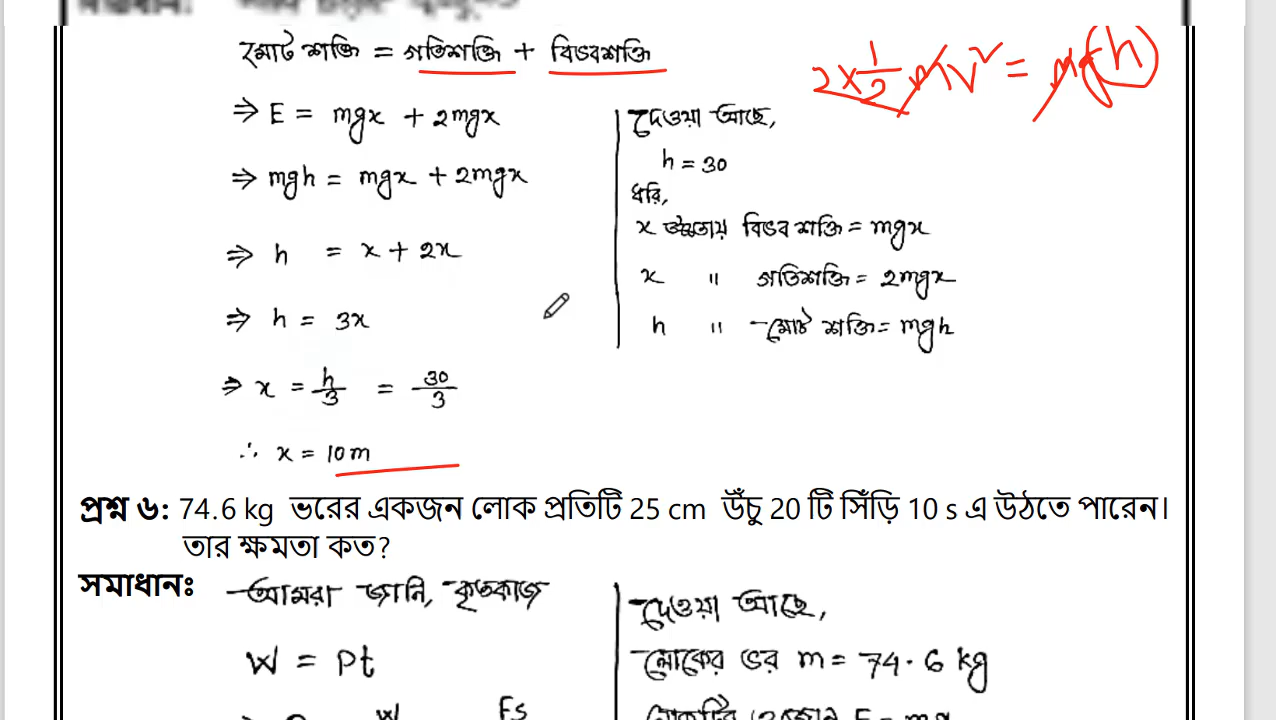 মোট শক্তি = গতিশক্তি + বিভবশক্তি
2 × 1/2 mv² = mgh
⇒ E = mgx + 2mgx
⇒ mgh = mgx + 2mgx
⇒ h = x + 2x
⇒ h = 3x
⇒ x = h/3 = 30/3
∴ x = 10m
দেওয়া আছে,
h = 30
ধরি,
x উচ্চতায় বিভব শক্তি = mgx
x " গতিশক্তি = 2mgx
h " মোট শক্তি = mgh
প্রশ্ন ৬: 74.6 kg ভরের একজন লোক প্রতিটি 25 cm উঁচু 20 টি সিঁড়ি 10 s এ উঠতে পারেন।
তার ক্ষমতা কত?
সমাধানঃ আমরা জানি, কৃতকাজ
W = Pt
W Fs
দেওয়া আছে,
লোকের ভর m = 74.6 kg